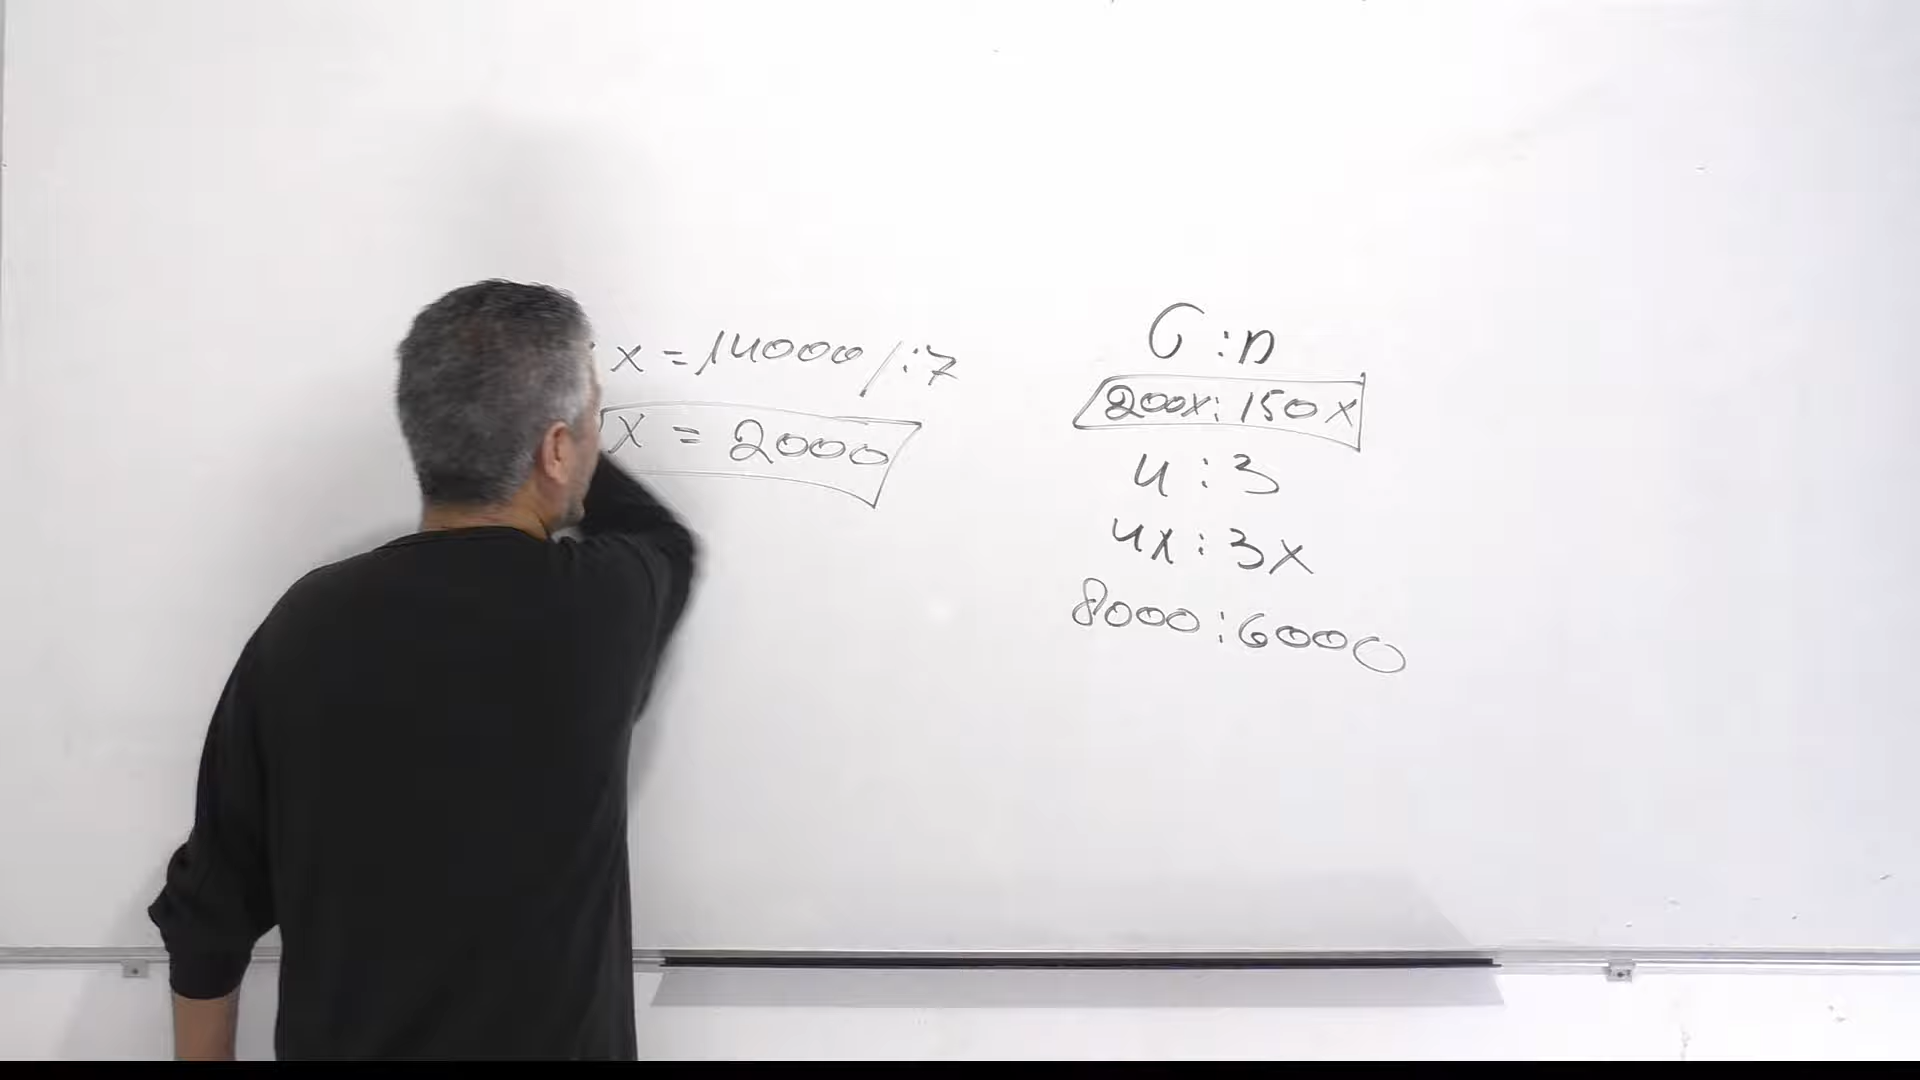 x = 14000 /:7
x = 2000
C : n
200x : 150x
4 : 3
4x : 3x
8000 : 6000